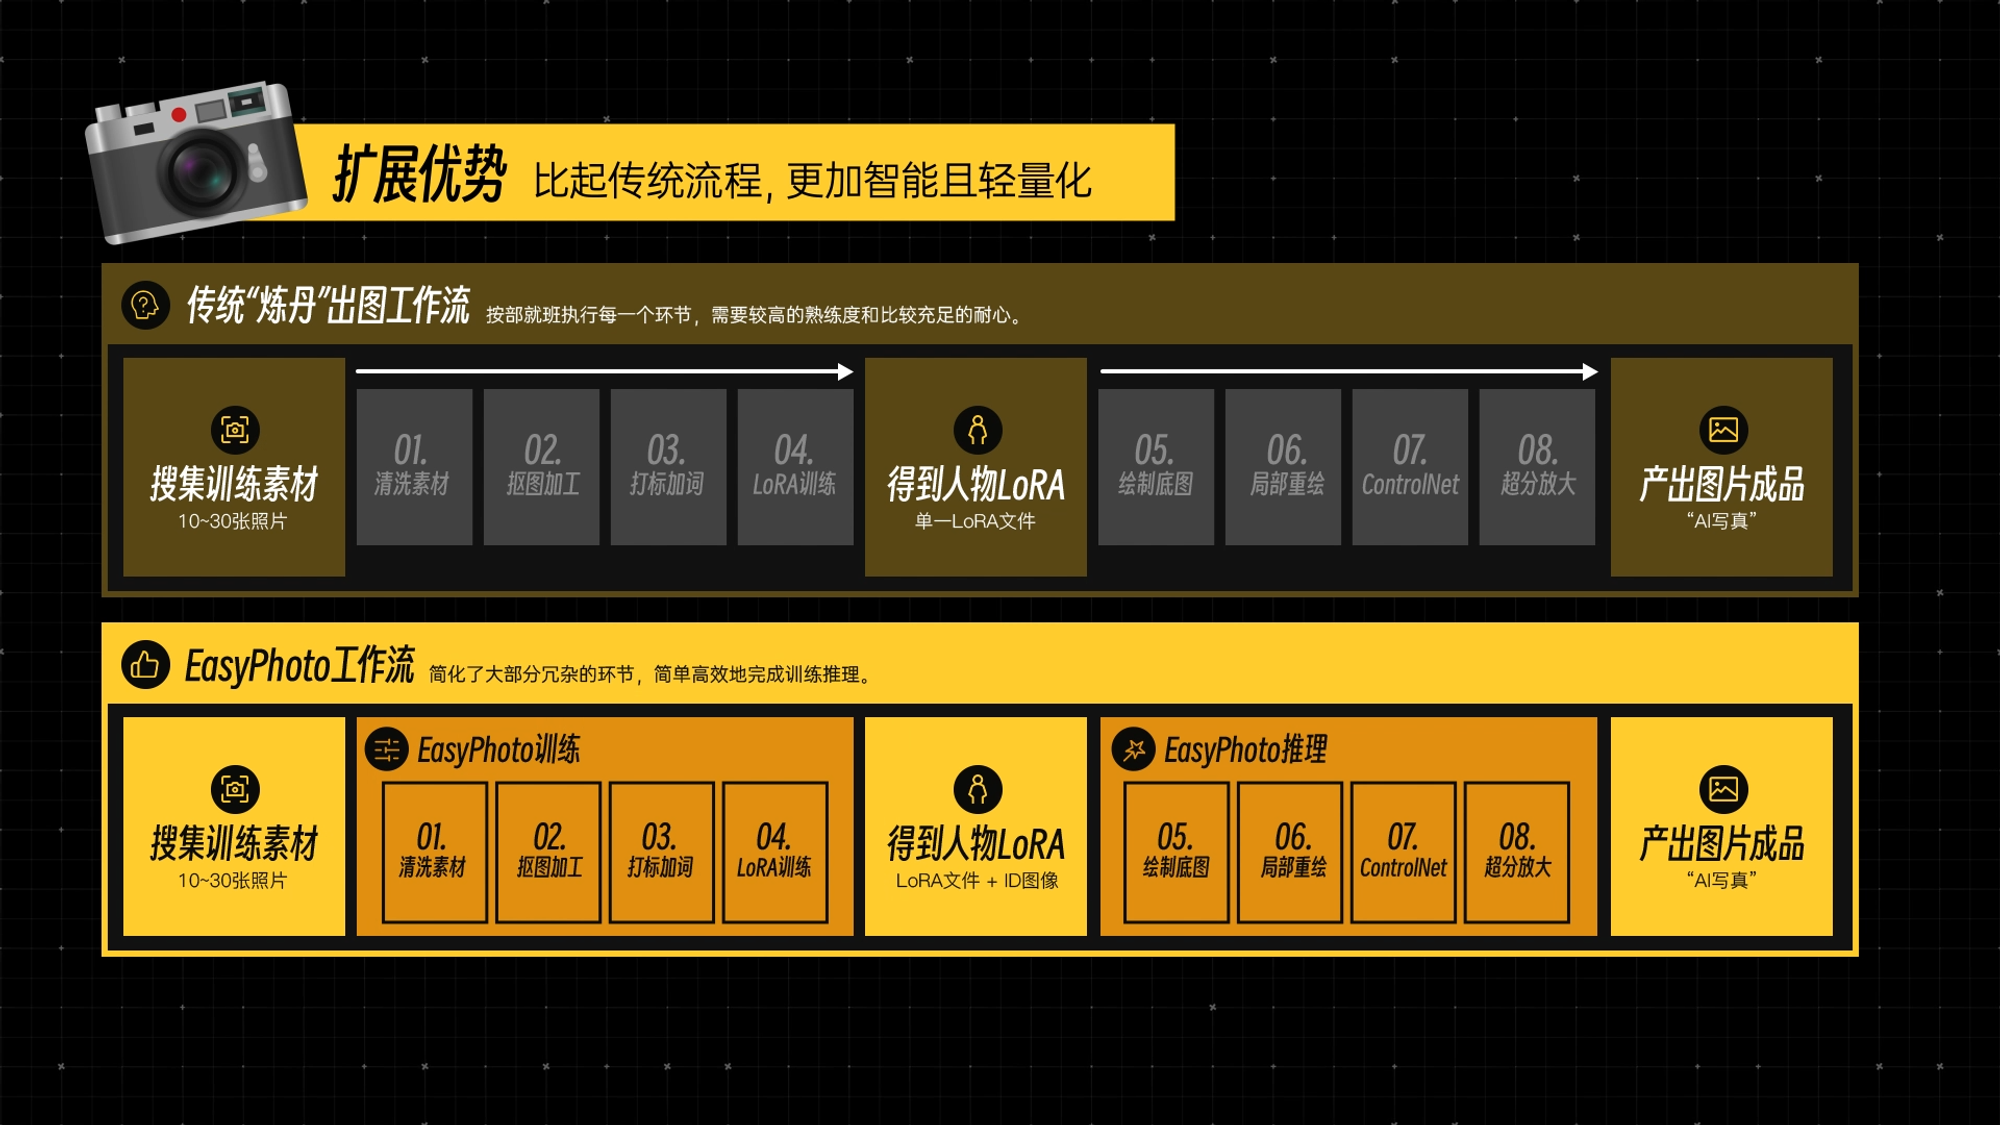 扩展优势 比起传统流程, 更加智能且轻量化
传统“炼丹”出图工作流 按部就班执行每一个环节，需要较高的熟练度和比较充足的耐心。
搜集训练素材
10~30张照片
01.
清洗素材
02.
抠图加工
03.
打标加词
04.
LoRA训练
得到人物LoRA
单一LoRA文件
05.
绘制底图
06.
局部重绘
07.
ControlNet
08.
超分放大
产出图片成品
“AI写真”
EasyPhoto工作流 简化了大部分冗杂的环节，简单高效地完成训练推理。
搜集训练素材
10~30张照片
EasyPhoto训练
01.
清洗素材
02.
抠图加工
03.
打标加词
04.
LoRA训练
得到人物LoRA
LoRA文件 + ID图像
EasyPhoto推理
05.
绘制底图
06.
局部重绘
07.
ControlNet
08.
超分放大
产出图片成品
“AI写真”